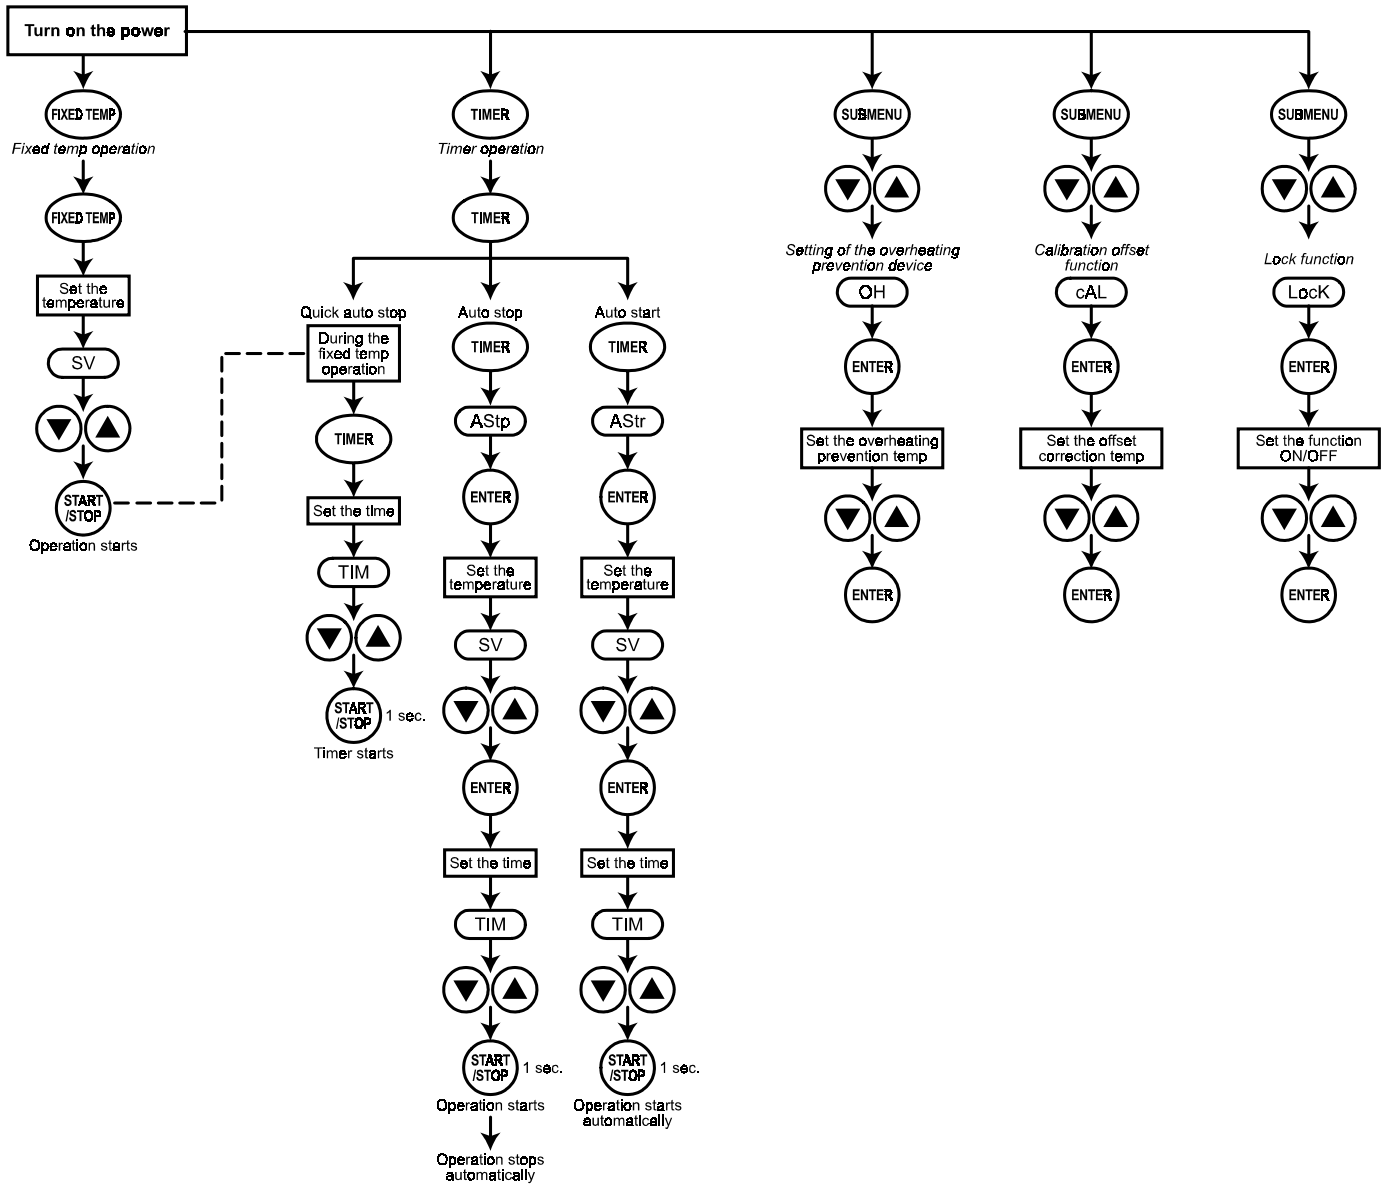 Turn on the power
FIXED TEMP
Fixed temp operation
FIXED TEMP
Set the
temperature
SV
START
/STOP
Operation starts
TIMER
Timer operation
TIMER
Quick auto stop
During the
fixed temp
operation
TIMER
Set the time
TIM
START
/STOP
1 sec.
Timer starts
Auto stop
TIMER
AStp
ENTER
Set the
temperature
SV
ENTER
Set the time
TIM
START
/STOP
1 sec.
Operation starts
Operation stops
automatically
Auto start
TIMER
AStr
ENTER
Set the
temperature
SV
ENTER
Set the time
TIM
START
/STOP
1 sec.
Operation starts
automatically
SUBMENU
Setting of the overheating
prevention device
OH
ENTER
Set the overheating
prevention temp
ENTER
SUBMENU
Calibration offset
function
cAL
ENTER
Set the offset
correction temp
ENTER
SUBMENU
Lock function
LocK
ENTER
Set the function
ON/OFF
ENTER